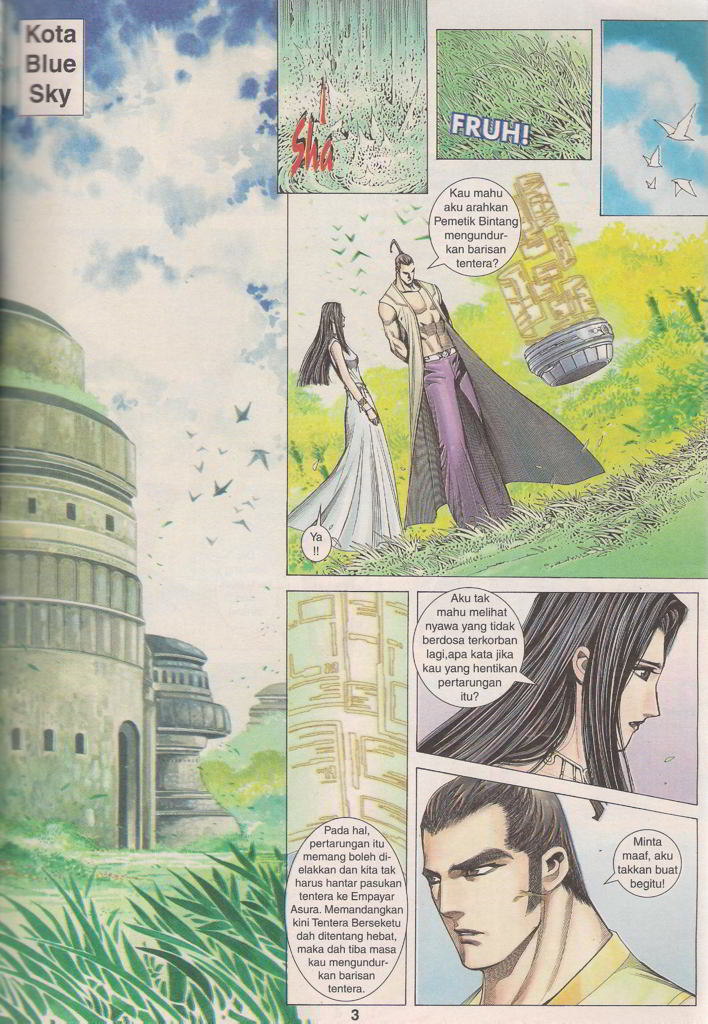 Kota
Blue
Sky
Sha
FRUH!
Kau mahu
aku arahkan
Pemetik Bintang
mengundur-
kan barisan
tentera?
Ya
!!
Aku tak
mahu melihat
nyawa yang tidak
berdosa terkorban
lagi,apa kata jika
kau yang hentikan
pertarungan
itu?
Pada hal,
pertarungan itu
memang boleh di-
elakkan dan kita tak
harus hantar pasukan
tentera ke Empayar
Asura. Memandangkan
kini Tentera Berseketu
dah ditentang hebat,
maka dah tiba masa
kau mengundur-
kan barisan
tentera.
Minta
maaf, aku
takkan buat
begitu!
3